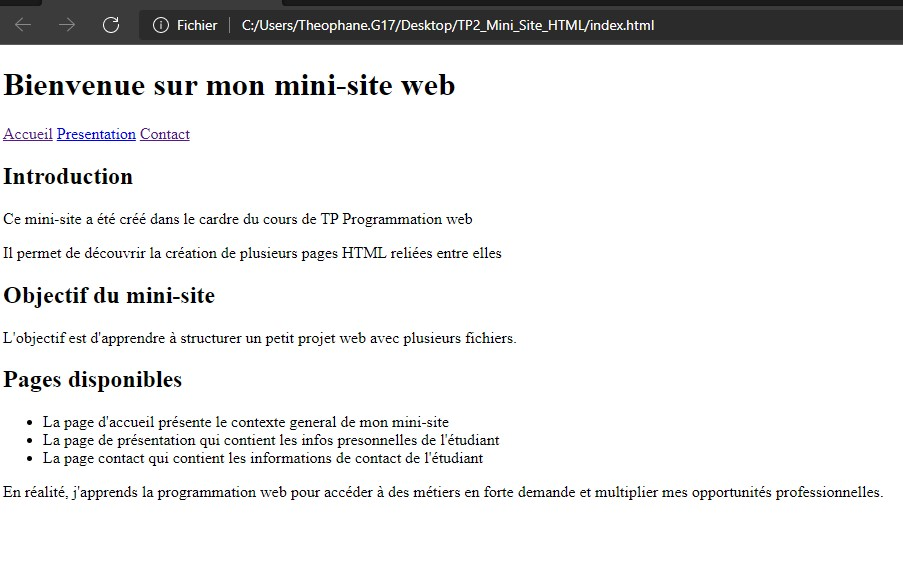 Fichier C:/Users/Theophane.G17/Desktop/TP2_Mini_Site_HTML/index.html
Bienvenue sur mon mini-site web
Accueil Presentation Contact
Introduction
Ce mini-site a été créé dans le cardre du cours de TP Programmation web
Il permet de découvrir la création de plusieurs pages HTML reliées entre elles
Objectif du mini-site
L'objectif est d'apprendre à structurer un petit projet web avec plusieurs fichiers.
Pages disponibles
La page d'accueil présente le contexte general de mon mini-site
La page de présentation qui contient les infos presonnelles de l'étudiant
La page contact qui contient les informations de contact de l'étudiant
En réalité, j'apprends la programmation web pour accéder à des métiers en forte demande et multiplier mes opportunités professionnelles.